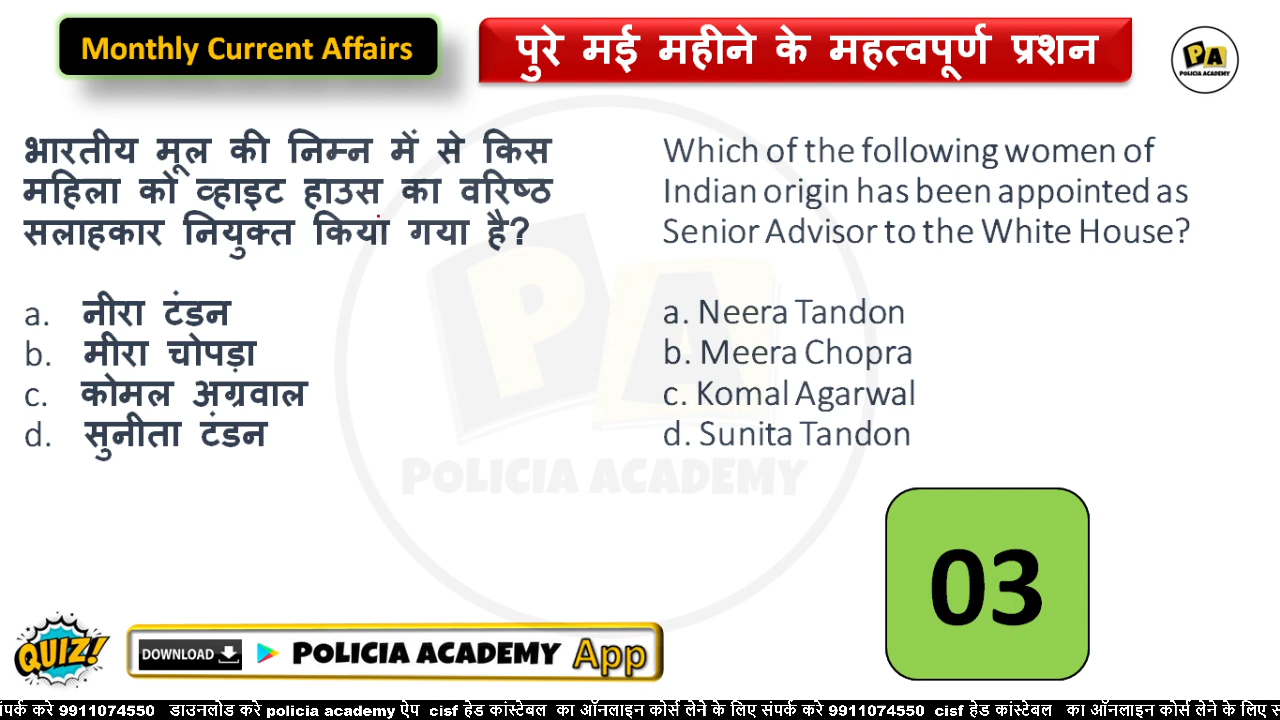 Monthly Current Affairs
पुरे मई महीने के महत्वपूर्ण प्रशन
PA
POLICIA ACADEMY
भारतीय मूल की निम्न में से किस
महिला को व्हाइट हाउस का वरिष्ठ
सलाहकार नियुक्त किया गया है?
a. नीरा टंडन
b. मीरा चोपड़ा
c. कोमल अग्रवाल
d. सुनीता टंडन
Which of the following women of
Indian origin has been appointed as
Senior Advisor to the White House?
a. Neera Tandon
b. Meera Chopra
c. Komal Agarwal
d. Sunita Tandon
PA
POLICIA ACADEMY
03
QUIZ!
DOWNLOAD POLICIA ACADEMY App
संपर्क करे 9911074550 डाउनलोड करे policia academy ऐप cisf हेड कांस्टेबल का ऑनलाइन कोर्स लेने के लिए संपर्क करे 9911074550 cisf हेड कांस्टेबल का ऑनलाइन कोर्स लेने के लिए